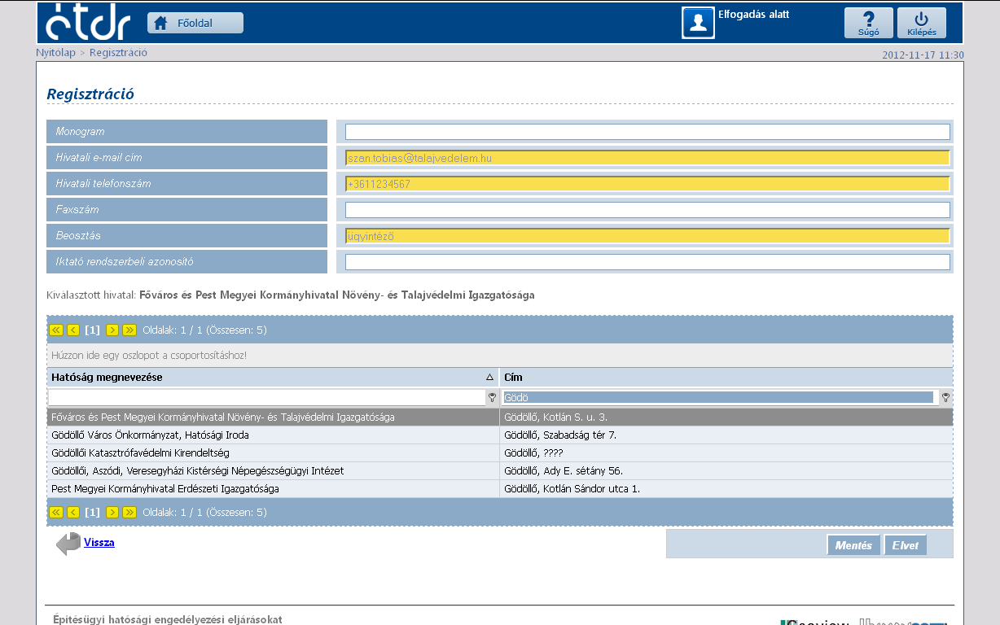 étdr
Főoldal
Elfogadás alatt
Súgó
Kilépés
Nyitólap > Regisztráció
2012-11-17 11:30
Regisztráció
Monogram
Hivatali e-mail cím
szan.tobias@talajvedelem.hu
Hivatali telefonszám
+3611234567
Faxszám
Beosztás
ügyintéző
Iktató rendszerbeli azonosító
Kiválasztott hivatal: Főváros és Pest Megyei Kormányhivatal Növény- és Talajvédelmi Igazgatósága
[1] Oldalak: 1 / 1 (Összesen: 5)
Húzzon ide egy oszlopot a csoportosításhoz!
Hatóság megnevezése
Cím
Gödö
Főváros és Pest Megyei Kormányhivatal Növény- és Talajvédelmi Igazgatósága
Gödöllő, Kotlán S. u. 3.
Gödöllő Város Önkormányzat, Hatósági Iroda
Gödöllő, Szabadság tér 7.
Gödöllői Katasztrófavédelmi Kirendeltség
Gödöllő, ????
Gödöllői, Aszódi, Veresegyházi Kistérségi Népegészségügyi Intézet
Gödöllő, Ady E. sétány 56.
Pest Megyei Kormányhivatal Erdészeti Igazgatósága
Gödöllő, Kotlán Sándor utca 1.
[1] Oldalak: 1 / 1 (Összesen: 5)
Vissza
Mentés
Elvet
Építésügyi hatósági engedélyezési eljárásokat